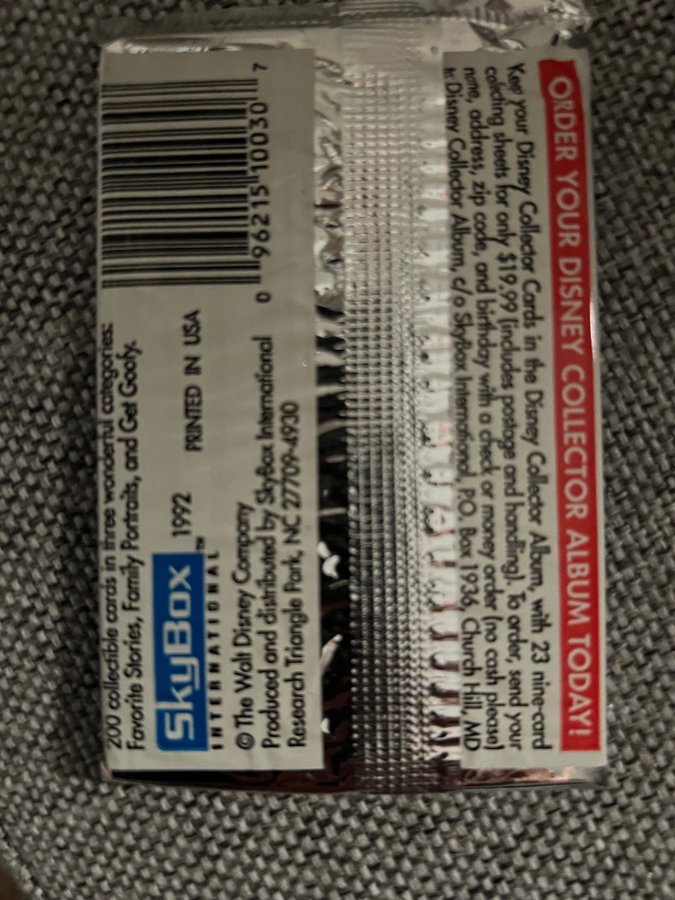 ORDER YOUR DISNEY COLLECTOR ALBUM TODAY!
Keep your Disney Collector Cards in the Disney Collector Album, with 23 nine-card
collecting sheets for only $19.99 (includes postage and handling). To order, send your
name, address, zip code, and birthday with a check or money order (no cash please)
to: Disney Collector Album, c/o SkyBox International, P.O. Box 1936, Church Hill, MD
200 collectible cards in three wonderful categories:
Favorite Stories, Family Portraits, and Get Goofy.
SkyBox™ 1992 PRINTED IN USA
INTERNATIONAL
© The Walt Disney Company
Produced and distributed by SkyBox International
Research Triangle Park, NC 27709-4930
0 96215 10030 7